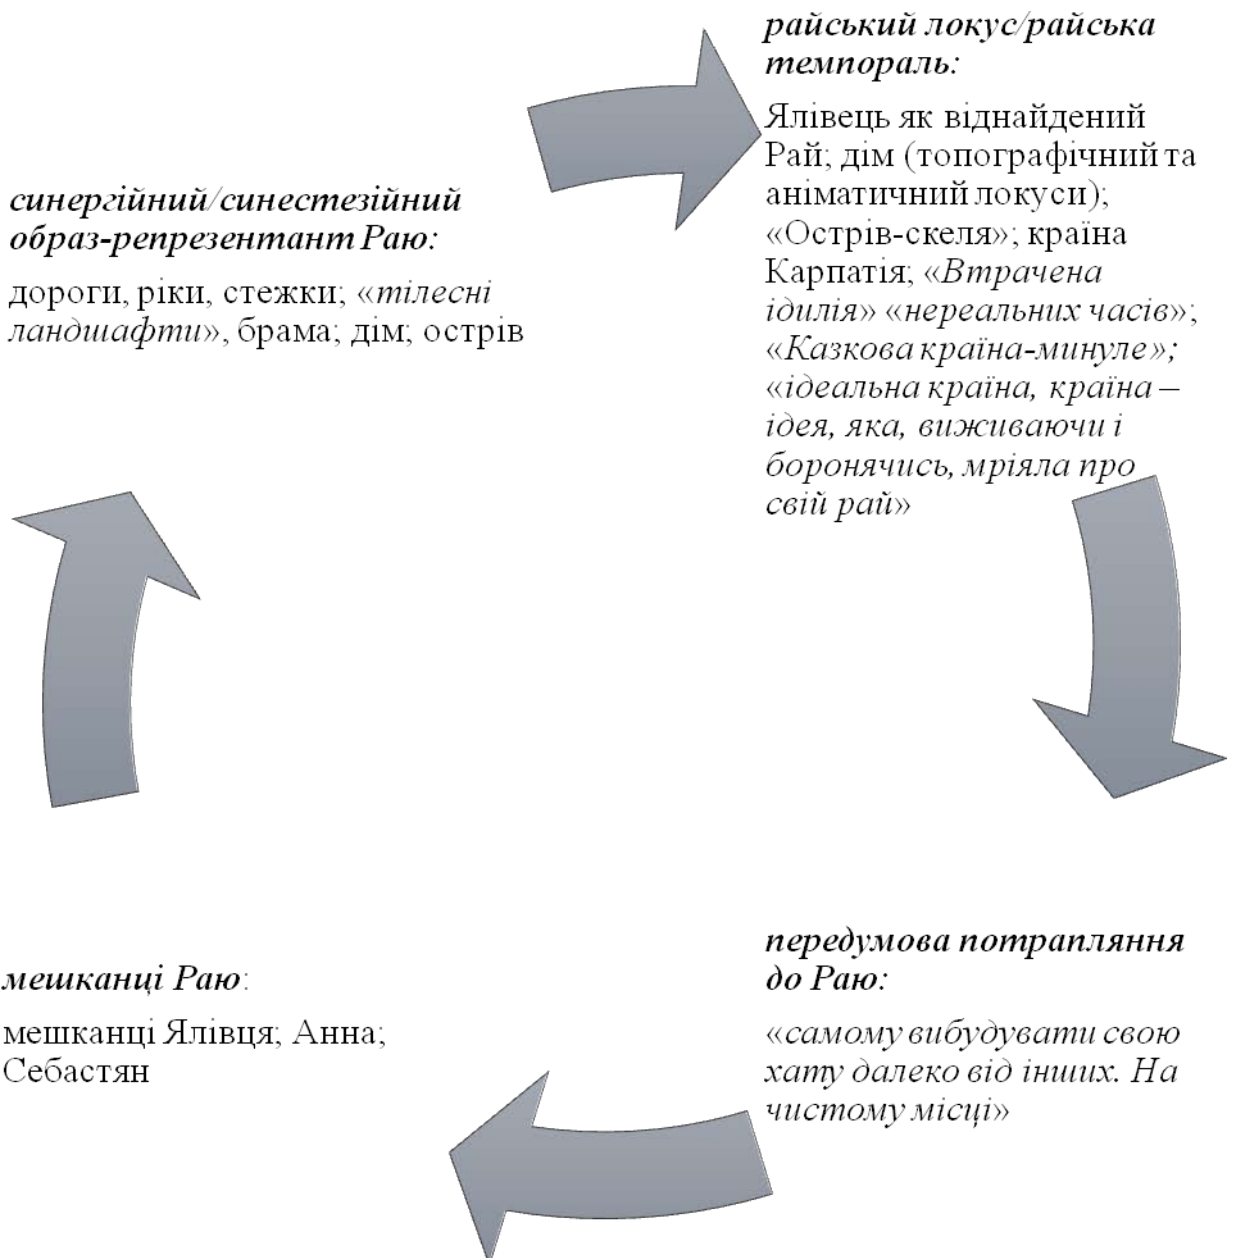 райський локус/райська
темпораль:
Ялівець як віднайдений
Рай; дім (топографічний та
аніматичний локуси);
«Острів-скеля»; країна
Карпатія; «Втрачена
ідилія» «нереальних часів»;
«Казкова країна-минуле»;
«ідеальна країна, країна –
ідея, яка, виживаючи і
боронячись, мріяла про
свій рай»
передумова потрапляння
до Раю:
«самому вибудувати свою
хату далеко від інших. На
чистому місці»
мешканці Раю:
мешканці Ялівця; Анна;
Себастян
синергійний/синестезійний
образ-репрезентант Раю:
дороги, ріки, стежки; «тілесні
ландшафти», брама; дім; острів